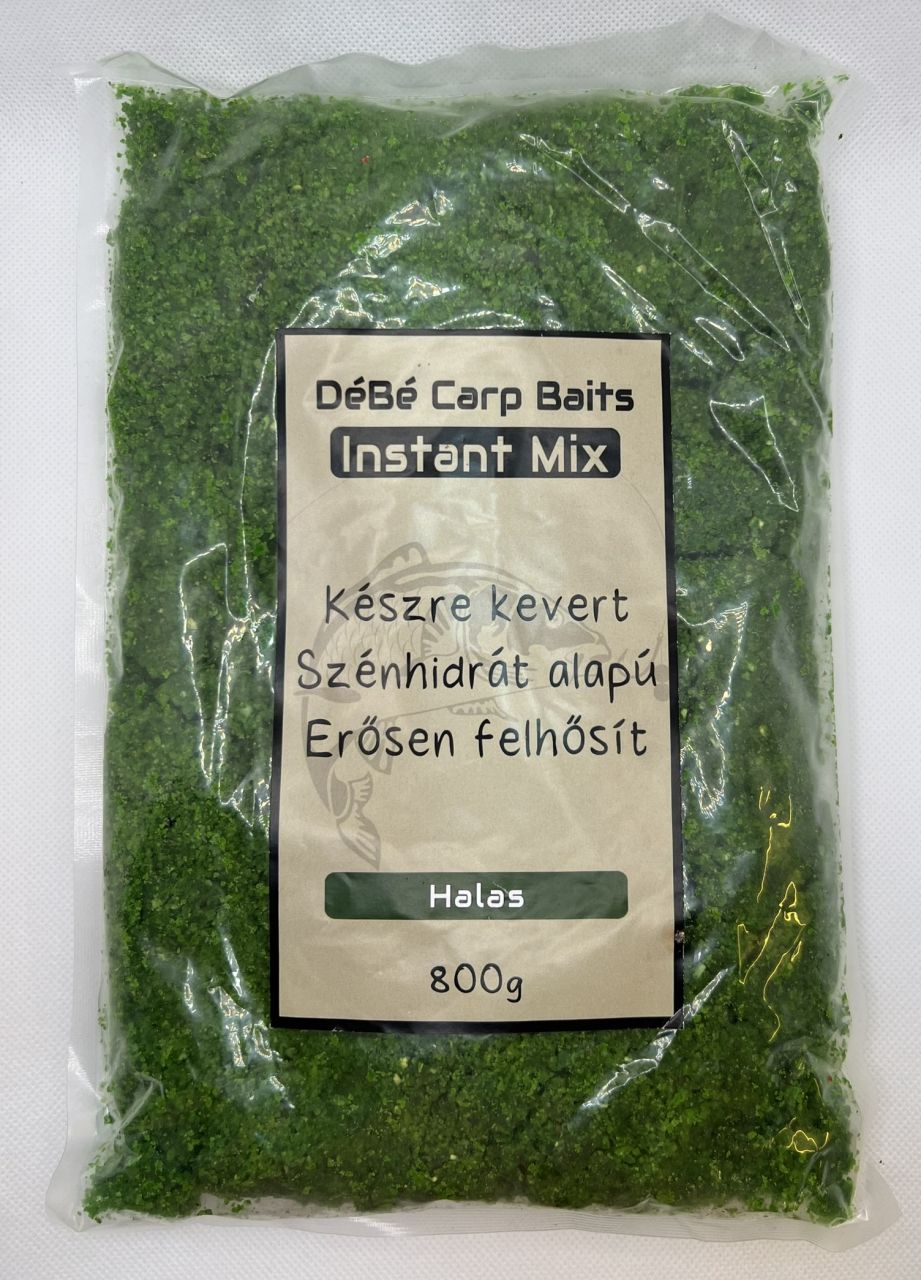 DéBé Carp Baits
Instant Mix
Készre kevert
Szénhidrát alapú
Erősen felhősít
Halas
800g